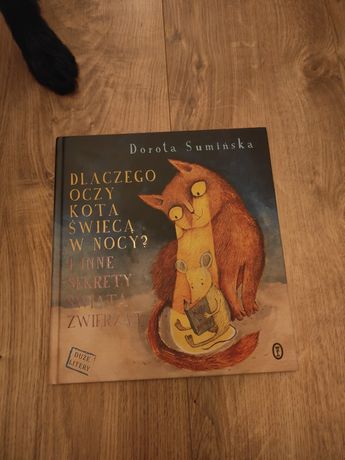 Dorota Sumińska
DLACZEGO
OCZY
KOTA
ŚWIECĄ
W NOCY?
I INNE
SEKRETY
ŚWIATA
ZWIERZĄT
DUŻE
LITERY